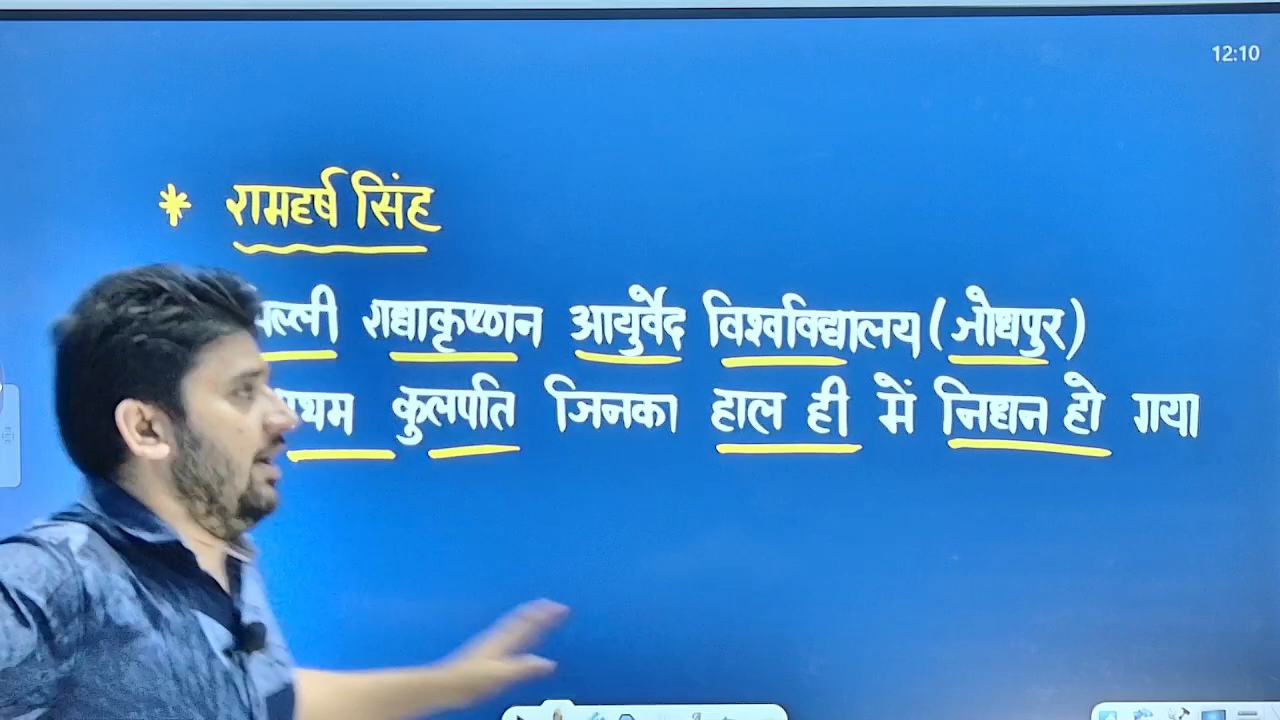 12:10
* रामहर्ष सिंह
राधाकृष्णन आयुर्वेद विश्वविद्यालय (जोधपुर)
कुलपति जिनका हाल ही में निधन हो गया